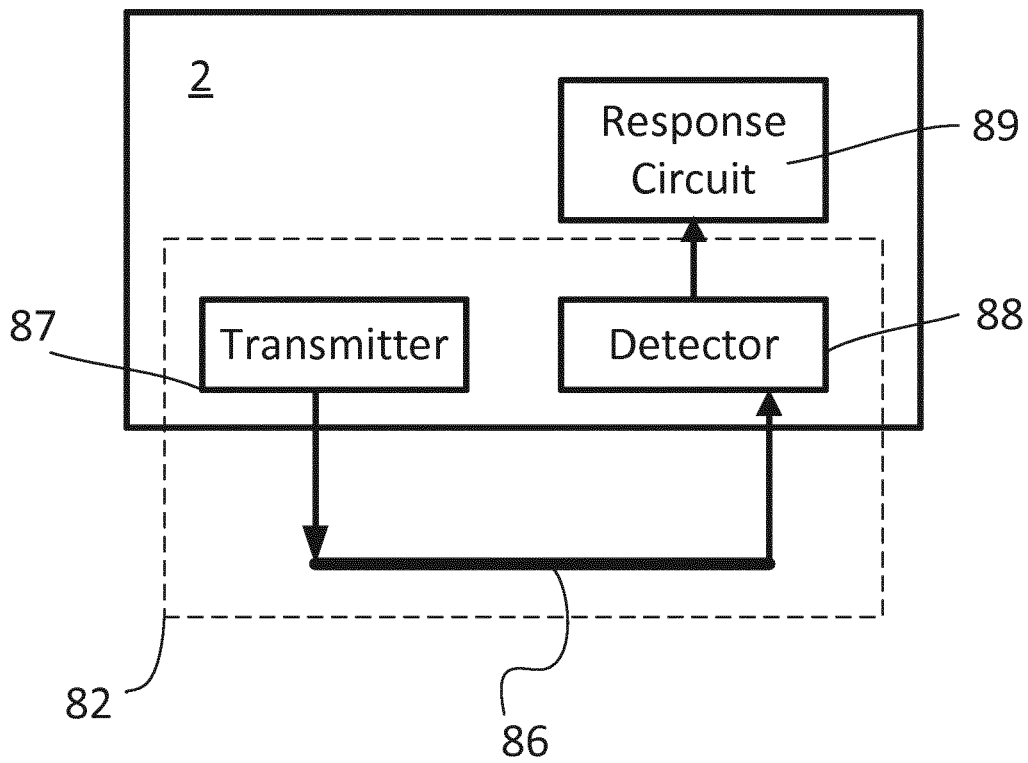 2
Response
Circuit
89
87
Transmitter
Detector
88
82
86